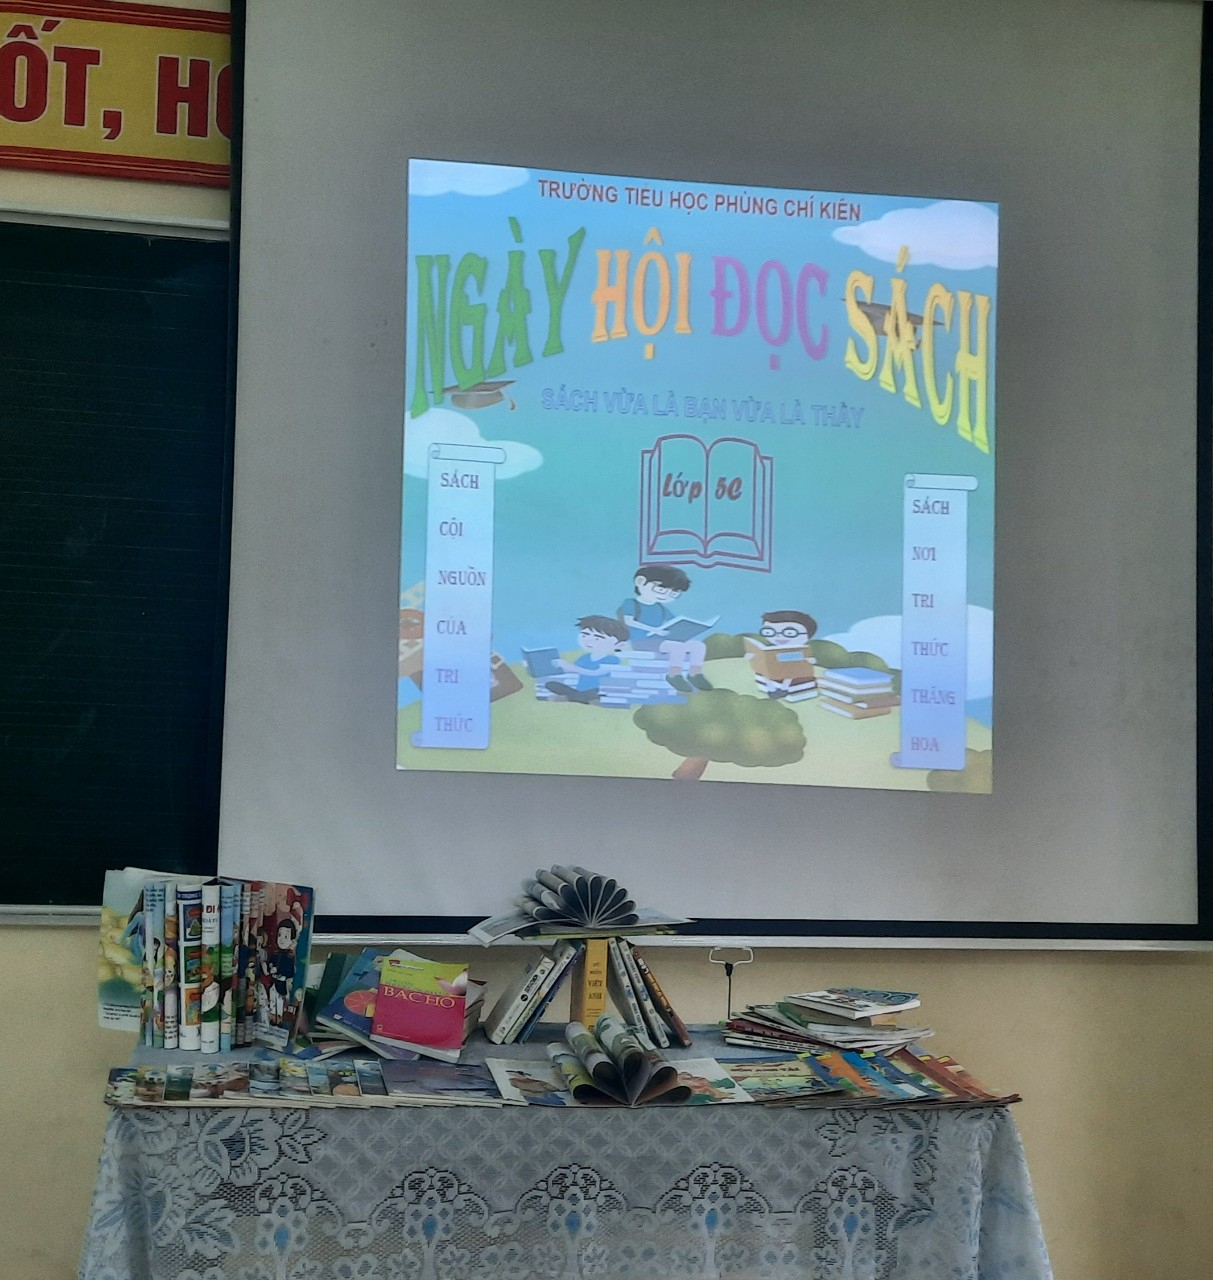 ỐT, HỌ
TRƯỜNG TIỂU HỌC PHÙNG CHÍ KIÊN
NGÀY HỘI ĐỌC SÁCH
SÁCH VỪA LÀ BẠN VỪA LÀ THẦY
Lớp 5C
SÁCH
CỘI
NGUỒN
CỦA
TRI
THỨC
SÁCH
NƠI
TRI
THỨC
THĂNG
HOA
BÁC HỒ
VIỆT